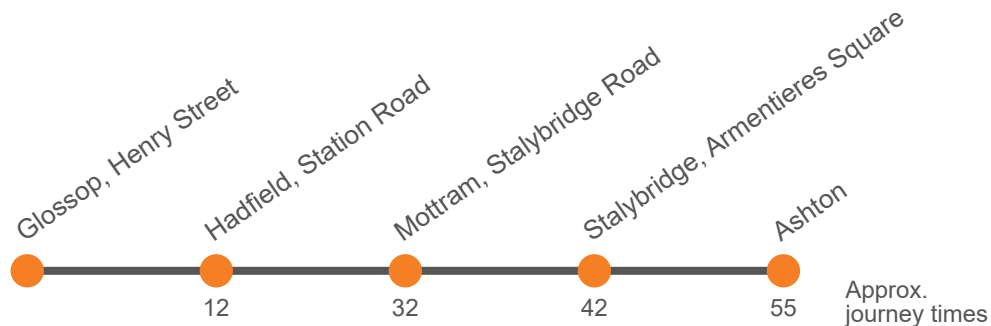 Glossop, Henry Street
Hadfield, Station Road
Mottram, Stalybridge Road
Stalybridge, Armentieres Square
Ashton
12
32
42
55
Approx.
journey times